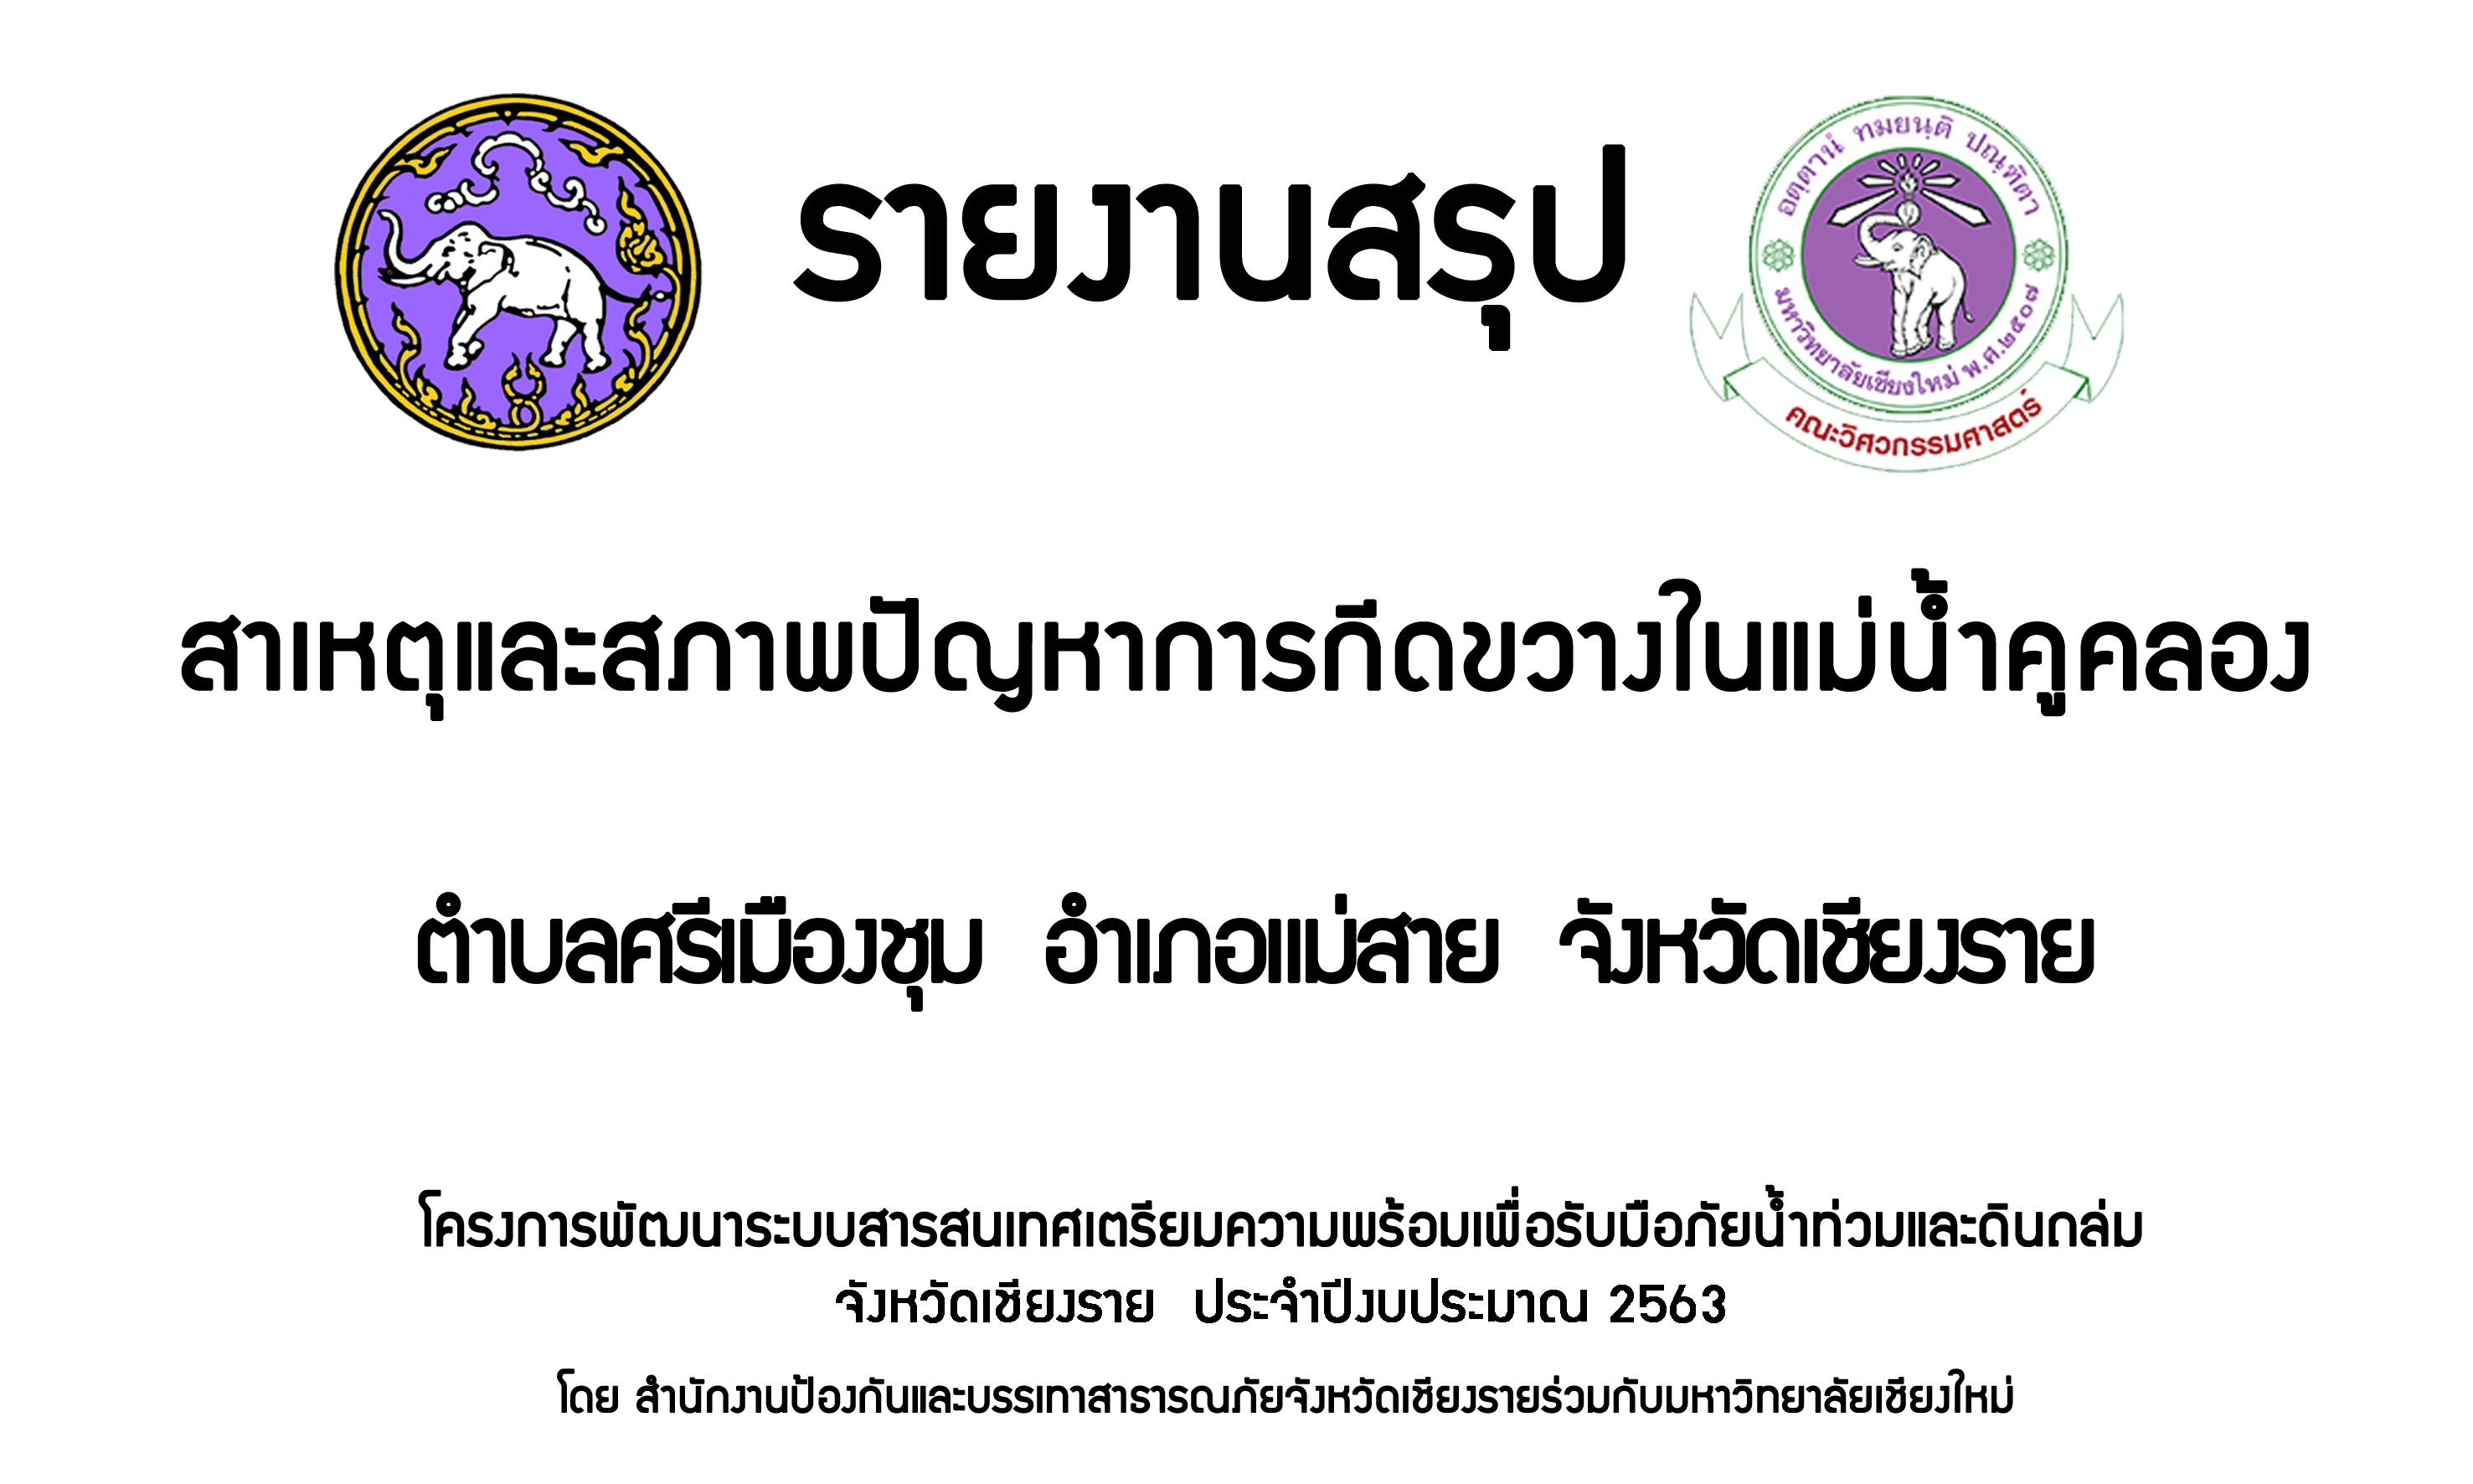 รายงานสรุป
อตฺตานํ ทมยนฺติ ปณฺฑิตา
มหาวิทยาลัยเชียงใหม่ พ.ศ.๒๕๐๗
คณะวิศวกรรมศาสตร์
สาเหตุและสภาพปัญหาการกีดขวางในแม่น้ำคูคลอง
ตำบลศรีเมืองชุม อำเภอแม่สาย จังหวัดเชียงราย
โครงการพัฒนาระบบสารสนเทศเตรียมความพร้อมเพื่อรับมือภัยน้ำท่วมและดินถล่ม
จังหวัดเชียงราย ประจำปีงบประมาณ 2563
โดย สำนักงานป้องกันและบรรเทาสาธารณภัยจังหวัดเชียงรายร่วมกับมหาวิทยาลัยเชียงใหม่